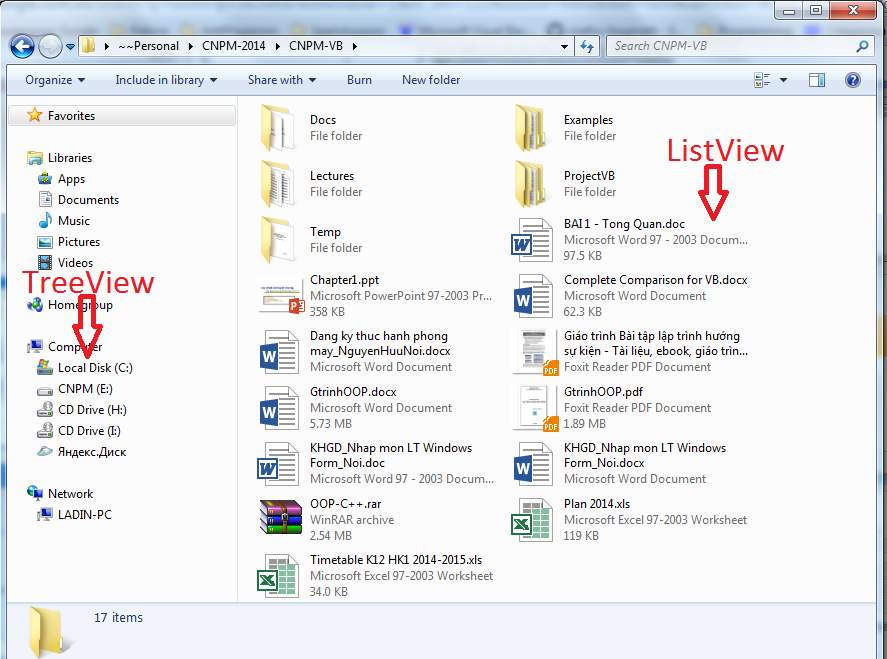 ~~Personal CNPM-2014 CNPM-VB
Search CNPM-VB
Organize Include in library Share with Burn New folder
Favorites
Libraries
Apps
Documents
Music
Pictures
Videos
TreeView
Homegroup
Computer
Local Disk (C:)
CNPM (E:)
CD Drive (H:)
CD Drive (I:)
Яндекс.Диск
Network
LADIN-PC
ListView
Docs
File folder
Examples
File folder
Lectures
File folder
ProjectVB
File folder
Temp
File folder
BAI1 - Tong Quan.doc
Microsoft Word 97 - 2003 Docum...
97.5 KB
Chapter1.ppt
Microsoft PowerPoint 97-2003 Pr...
358 KB
Complete Comparison for VB.docx
Microsoft Word Document
62.3 KB
Dang ky thuc hanh phong
may_NguyenHuuNoi.docx
Microsoft Word Document
Giáo trình Bài tập lập trình hướng
sự kiện - Tài liệu, ebook, giáo trìn...
Foxit Reader PDF Document
GtrinhOOP.docx
Microsoft Word Document
5.73 MB
GtrinhOOP.pdf
Foxit Reader PDF Document
1.89 MB
KHGD_Nhap mon LT Windows
Form_Noi.doc
Microsoft Word 97 - 2003 Docum...
KHGD_Nhap mon LT Windows
Form_Noi.docx
Microsoft Word Document
OOP-C++.rar
WinRAR archive
2.54 MB
Plan 2014.xls
Microsoft Excel 97-2003 Worksheet
119 KB
Timetable K12 HK1 2014-2015.xls
Microsoft Excel 97-2003 Worksheet
34.0 KB
17 items